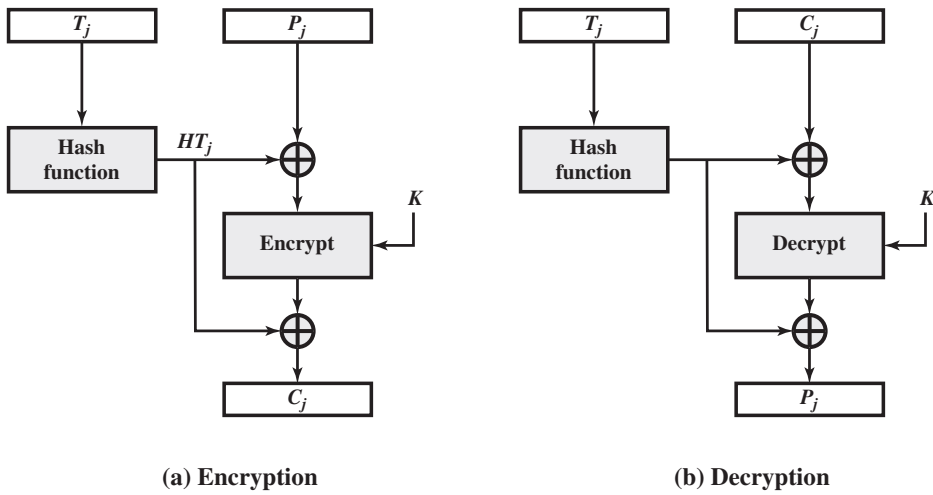 T_j
P_j
Hash
function
HT_j
K
Encrypt
C_j
(a) Encryption
T_j
C_j
Hash
function
K
Decrypt
P_j
(b) Decryption